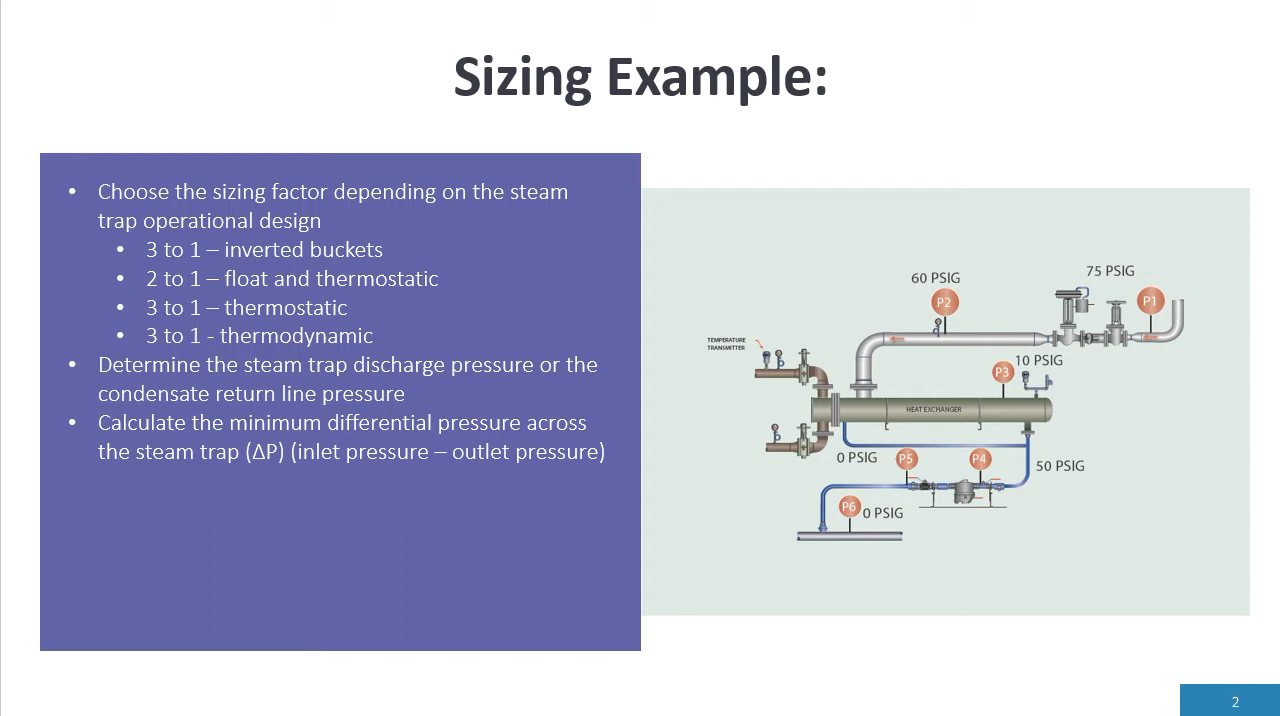 Sizing Example:
• Choose the sizing factor depending on the steam
trap operational design
• 3 to 1 – inverted buckets
• 2 to 1 – float and thermostatic
• 3 to 1 – thermostatic
• 3 to 1 - thermodynamic
• Determine the steam trap discharge pressure or the
condensate return line pressure
• Calculate the minimum differential pressure across
the steam trap (ΔP) (inlet pressure – outlet pressure)
60 PSIG
75 PSIG
P2
P1
TEMPERATURE
TRANSMITTER
10 PSIG
P3
HEAT EXCHANGER
0 PSIG
P5
P4
50 PSIG
P6
0 PSIG
2